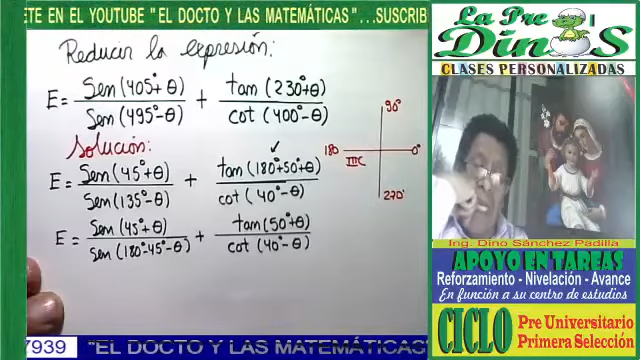 ETE EN EL YOUTUBE "EL DOCTO Y LAS MATEMÁTICAS"...SUSCRIB
La Pre
DinoS
CLASES PERSONALIZADAS
Reducir la expresión:
E = Sen(405°+θ)/Sen(495°-θ) + tam(230°+θ)/cot(400°-θ)
Solución:
E = Sen(45°+θ)/Sen(135°-θ) + tam(180°+50°+θ)/cot(40°-θ)
E = Sen(45°+θ)/sen(180°-45°-θ) + tam(50°+θ)/cot(40°-θ)
90°
180 0°
IIIC
270°
Ing. Dino Sánchez Padilla
APOYO EN TAREAS
Reforzamiento - Nivelación - Avance
En función a su centro de estudios
CICLO Pre Universitario
Primera Selección
7939 "EL DOCTO Y LAS MATEMÁTICAS"